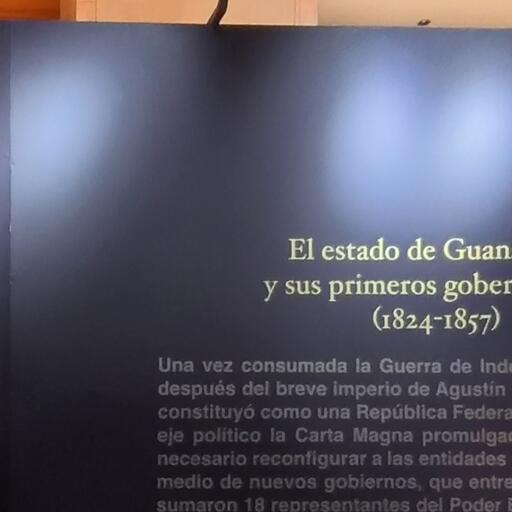 El estado de Guan
y sus primeros gober
(1824-1857)
Una vez consumada la Guerra de Inde
después del breve imperio de Agustín
constituyó como una República Federa
eje político la Carta Magna promulgad
necesario reconfigurar a las entidades
medio de nuevos gobiernos, que entre
sumaron 18 representantes del Poder